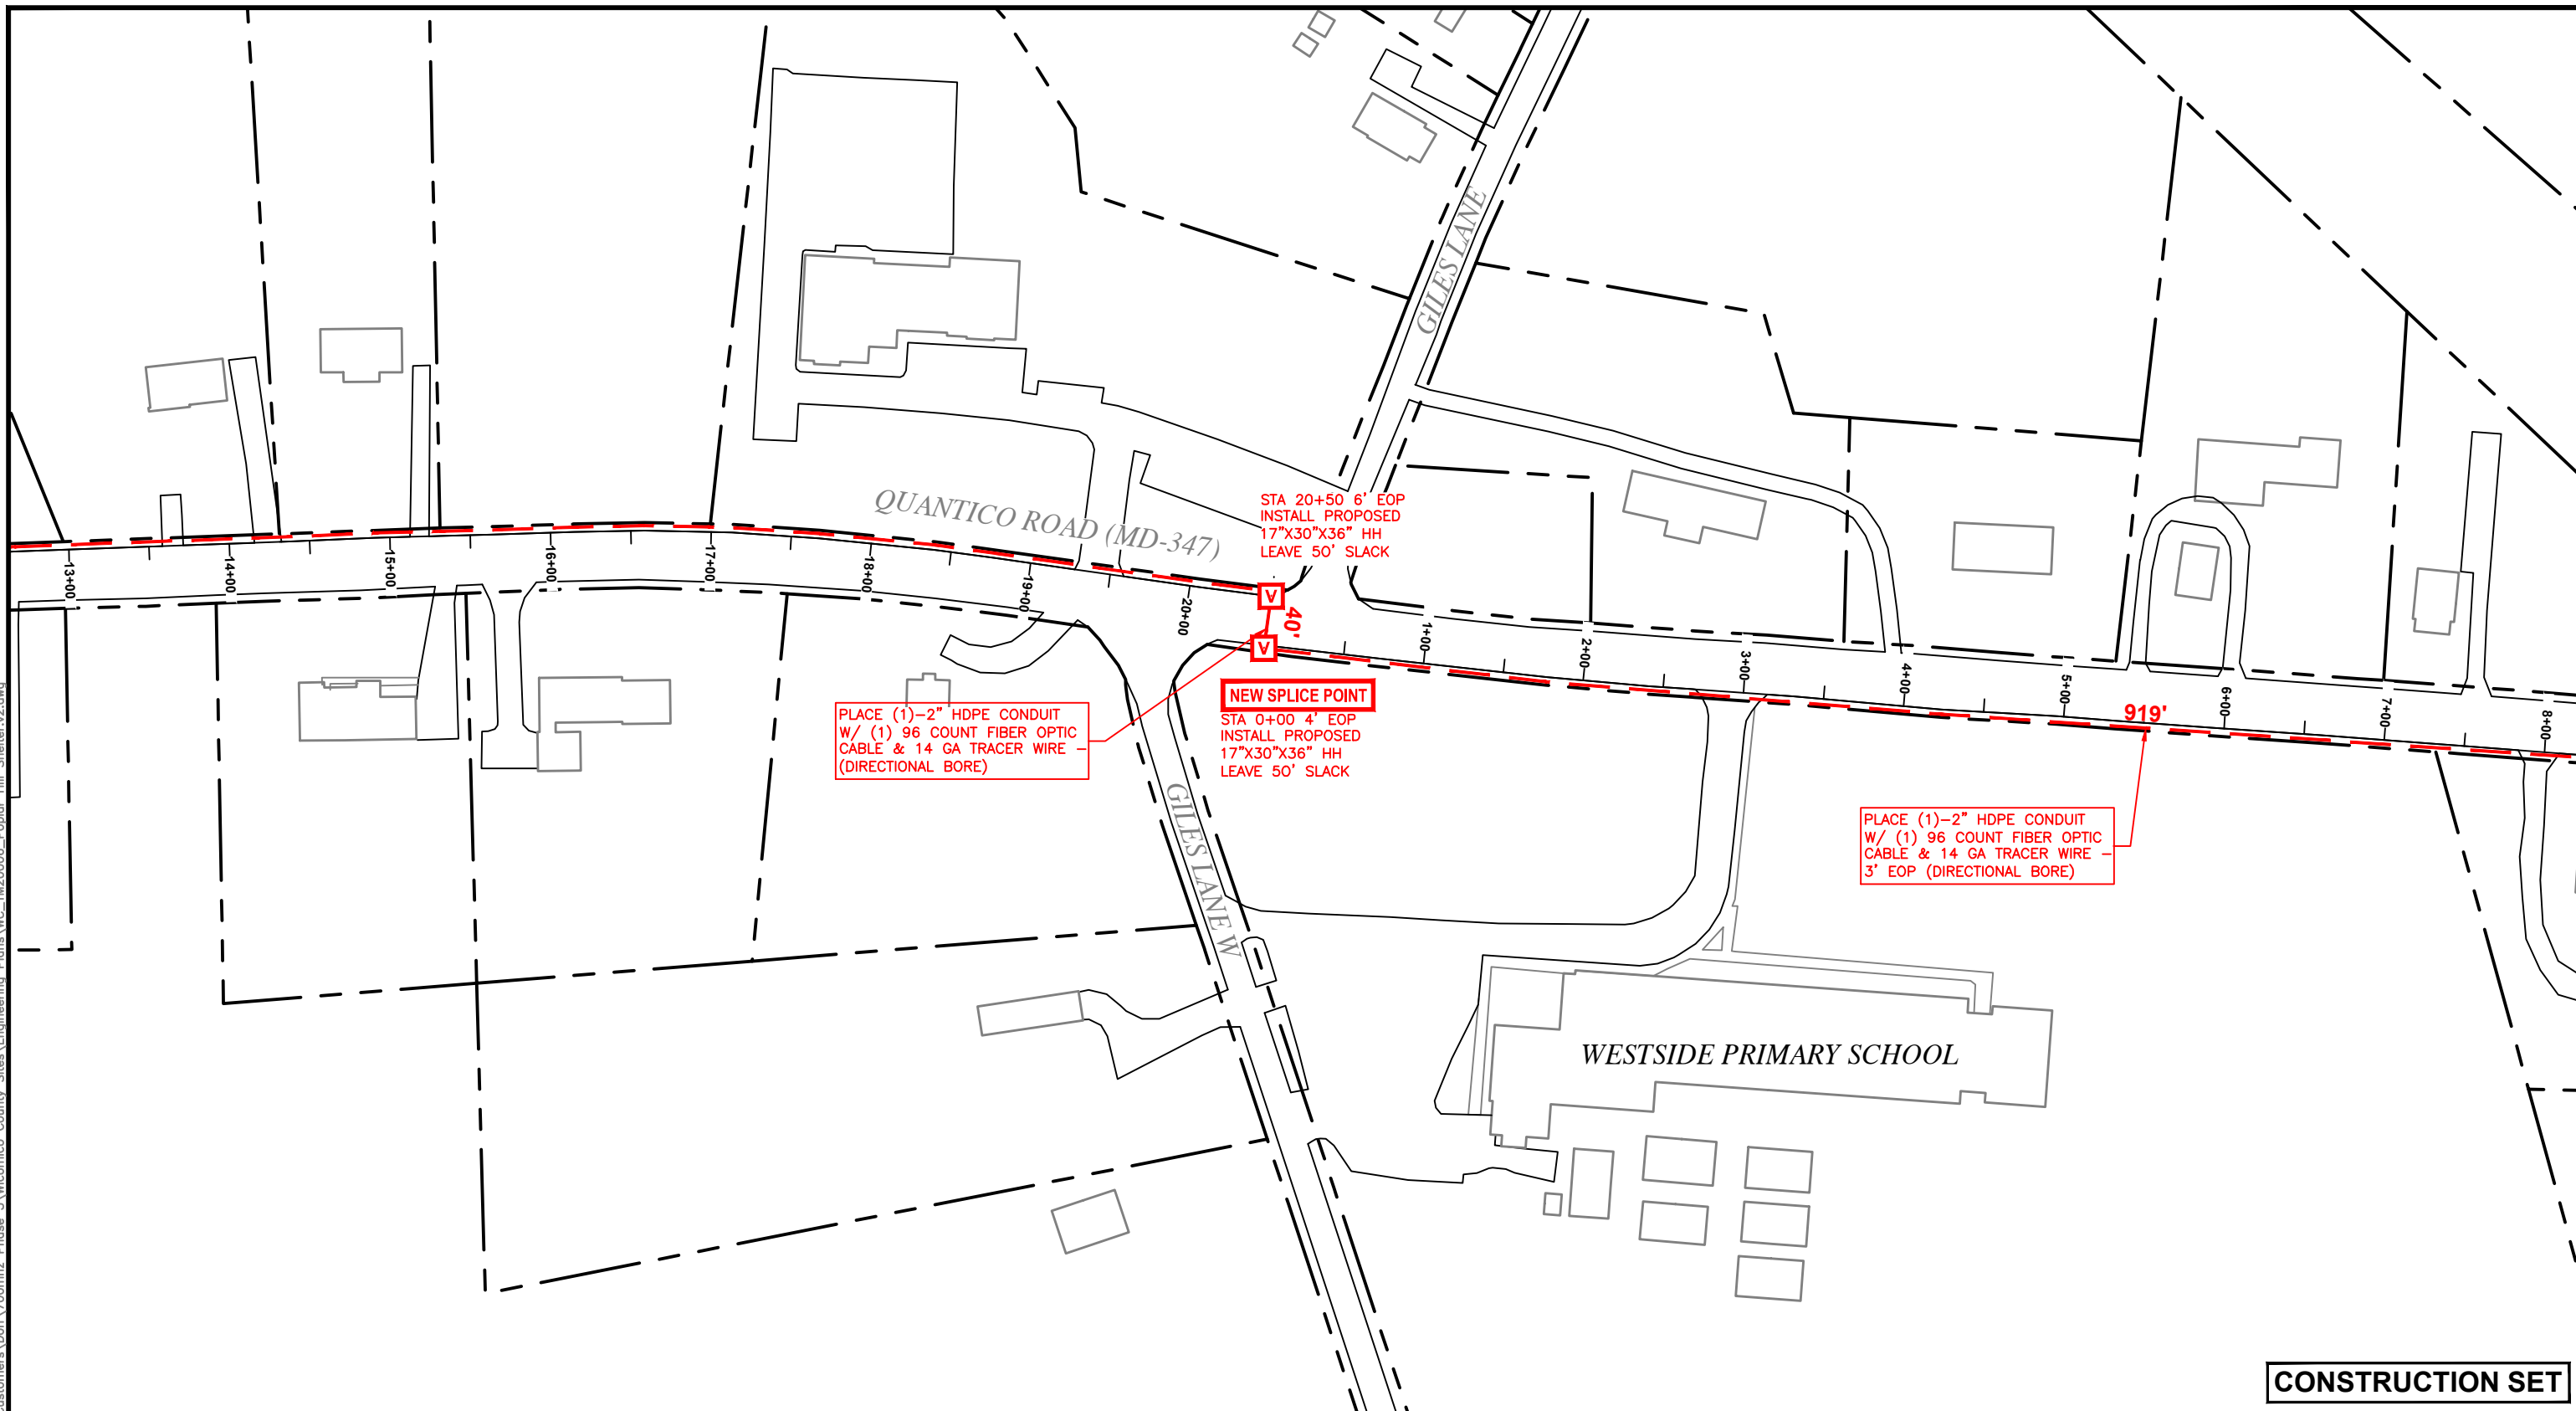 GILES LANE
QUANTICO ROAD (MD-347)
STA 20+50 6' EOP
INSTALL PROPOSED
17"X30"X36" HH
LEAVE 50' SLACK
13+00
14+00
15+00
16+00
17+00
18+00
19+00
20+00
V
40'
V
1+00
2+00
3+00
4+00
5+00
6+00
7+00
8+00
919'
NEW SPLICE POINT
STA 0+00 4' EOP
INSTALL PROPOSED
17"X30"X36" HH
LEAVE 50' SLACK
PLACE (1)-2" HDPE CONDUIT
W/ (1) 96 COUNT FIBER OPTIC
CABLE & 14 GA TRACER WIRE -
(DIRECTIONAL BORE)
GILES LANE W
PLACE (1)-2" HDPE CONDUIT
W/ (1) 96 COUNT FIBER OPTIC
CABLE & 14 GA TRACER WIRE -
3' EOP (DIRECTIONAL BORE)
WESTSIDE PRIMARY SCHOOL
CONSTRUCTION SET